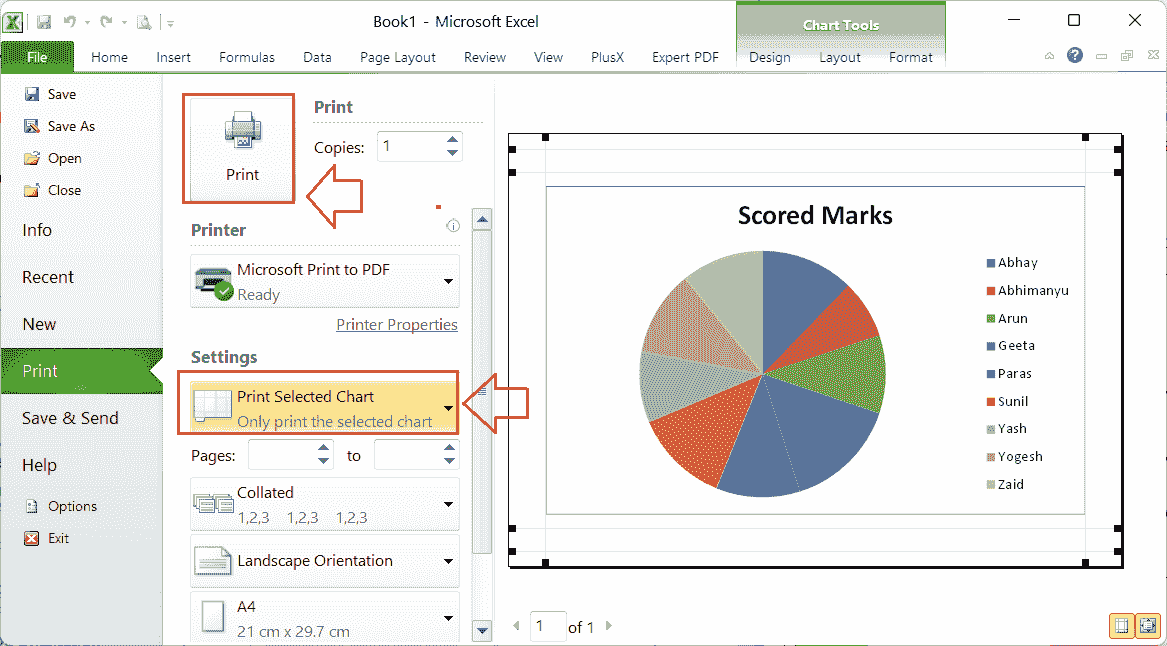 Book1 - Microsoft Excel
Chart Tools
File Home Insert Formulas Data Page Layout Review View PlusX Expert PDF Design Layout Format
Save
Save As
Open
Close
Info
Recent
New
Print
Save & Send
Help
Options
Exit
Print
Print
Copies: 1
Printer
Microsoft Print to PDF
Ready
Printer Properties
Settings
Print Selected Chart
Only print the selected chart
Pages: to
Collated
1,2,3 1,2,3 1,2,3
Landscape Orientation
A4
21 cm x 29.7 cm
Scored Marks
Abhay
Abhimanyu
Arun
Geeta
Paras
Sunil
Yash
Yogesh
Zaid
1 of 1